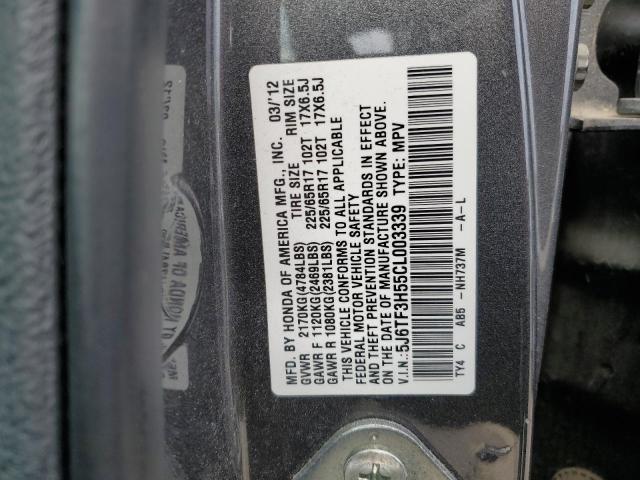 MFD. BY HONDA OF AMERICA MFG., INC. 03/'12
TIRE SIZE RIM SIZE
GVWR 2170KG(4784LBS)
GAWR F 1120KG(2469LBS) 225/65R17 102T 17X6.5J
GAWR R 1080KG(2381LBS) 225/65R17 102T 17X6.5J
THIS VEHICLE CONFORMS TO ALL APPLICABLE
FEDERAL MOTOR VEHICLE SAFETY
AND THEFT PREVENTION STANDARDS IN EFFECT
ON THE DATE OF MANUFACTURE SHOWN ABOVE.
V.I.N.: 5J6TF3H55CL003339 TYPE: MPV
TY4 C AB5 - NH737M -A-L